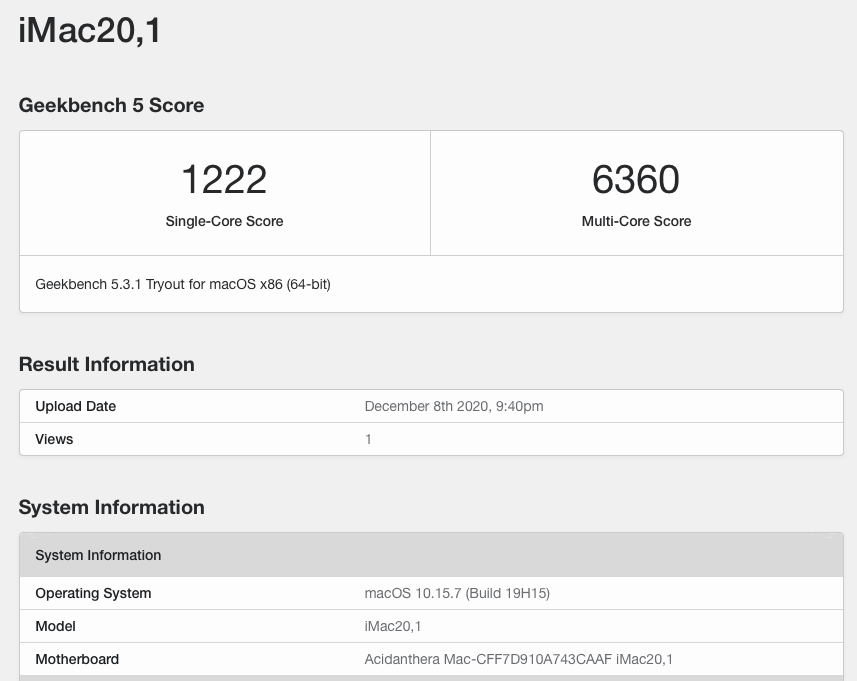 iMac20,1
Geekbench 5 Score
1222
Single-Core Score
6360
Multi-Core Score
Geekbench 5.3.1 Tryout for macOS x86 (64-bit)
Result Information
Upload Date December 8th 2020, 9:40pm
Views 1
System Information
System Information
Operating System macOS 10.15.7 (Build 19H15)
Model iMac20,1
Motherboard Acidanthera Mac-CFF7D910A743CAAF iMac20,1